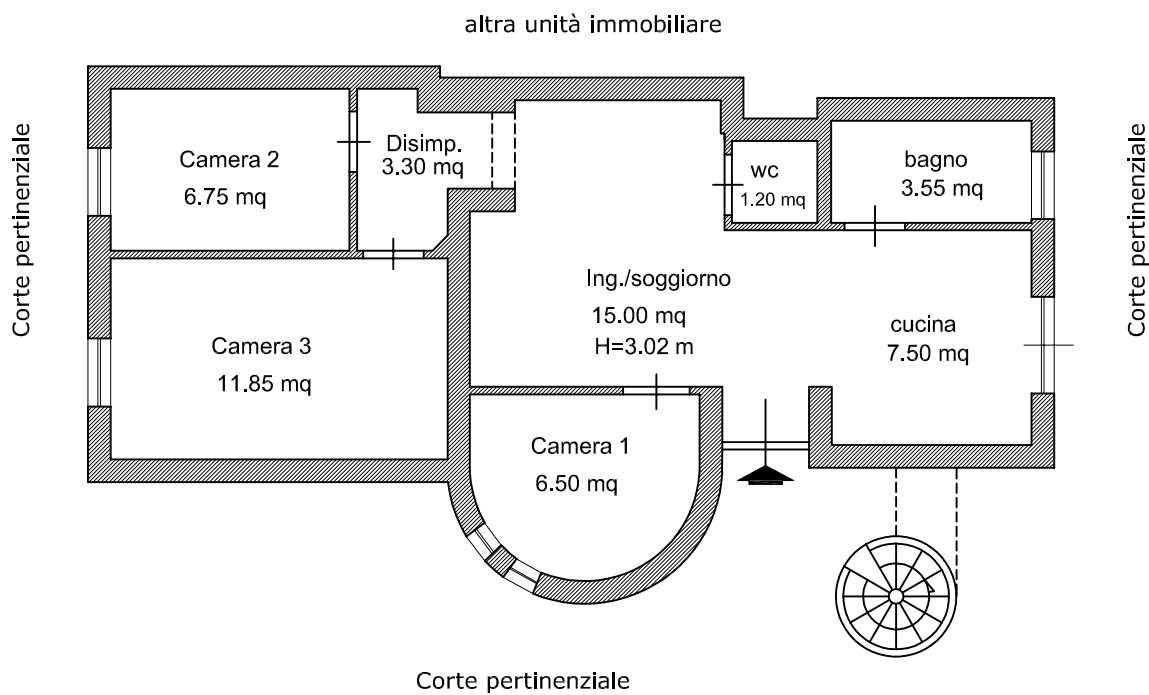 altra unità immobiliare
Corte pertinenziale
Camera 2
6.75 mq
Disimp.
3.30 mq
wc
1.20 mq
bagno
3.55 mq
Corte pertinenziale
Camera 3
11.85 mq
Ing./soggiorno
15.00 mq
H=3.02 m
cucina
7.50 mq
Camera 1
6.50 mq
Corte pertinenziale